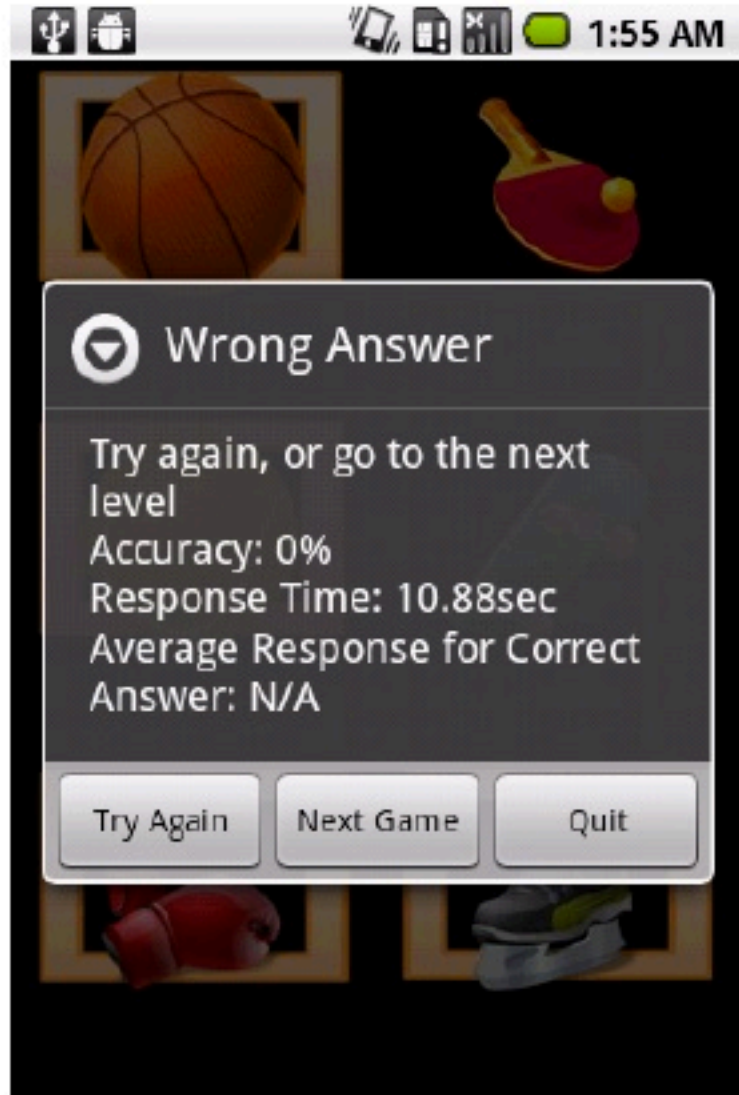 1:55 AM
Wrong Answer
Try again, or go to the next
level
Accuracy: 0%
Response Time: 10.88sec
Average Response for Correct
Answer: N/A
Try Again
Next Game
Quit